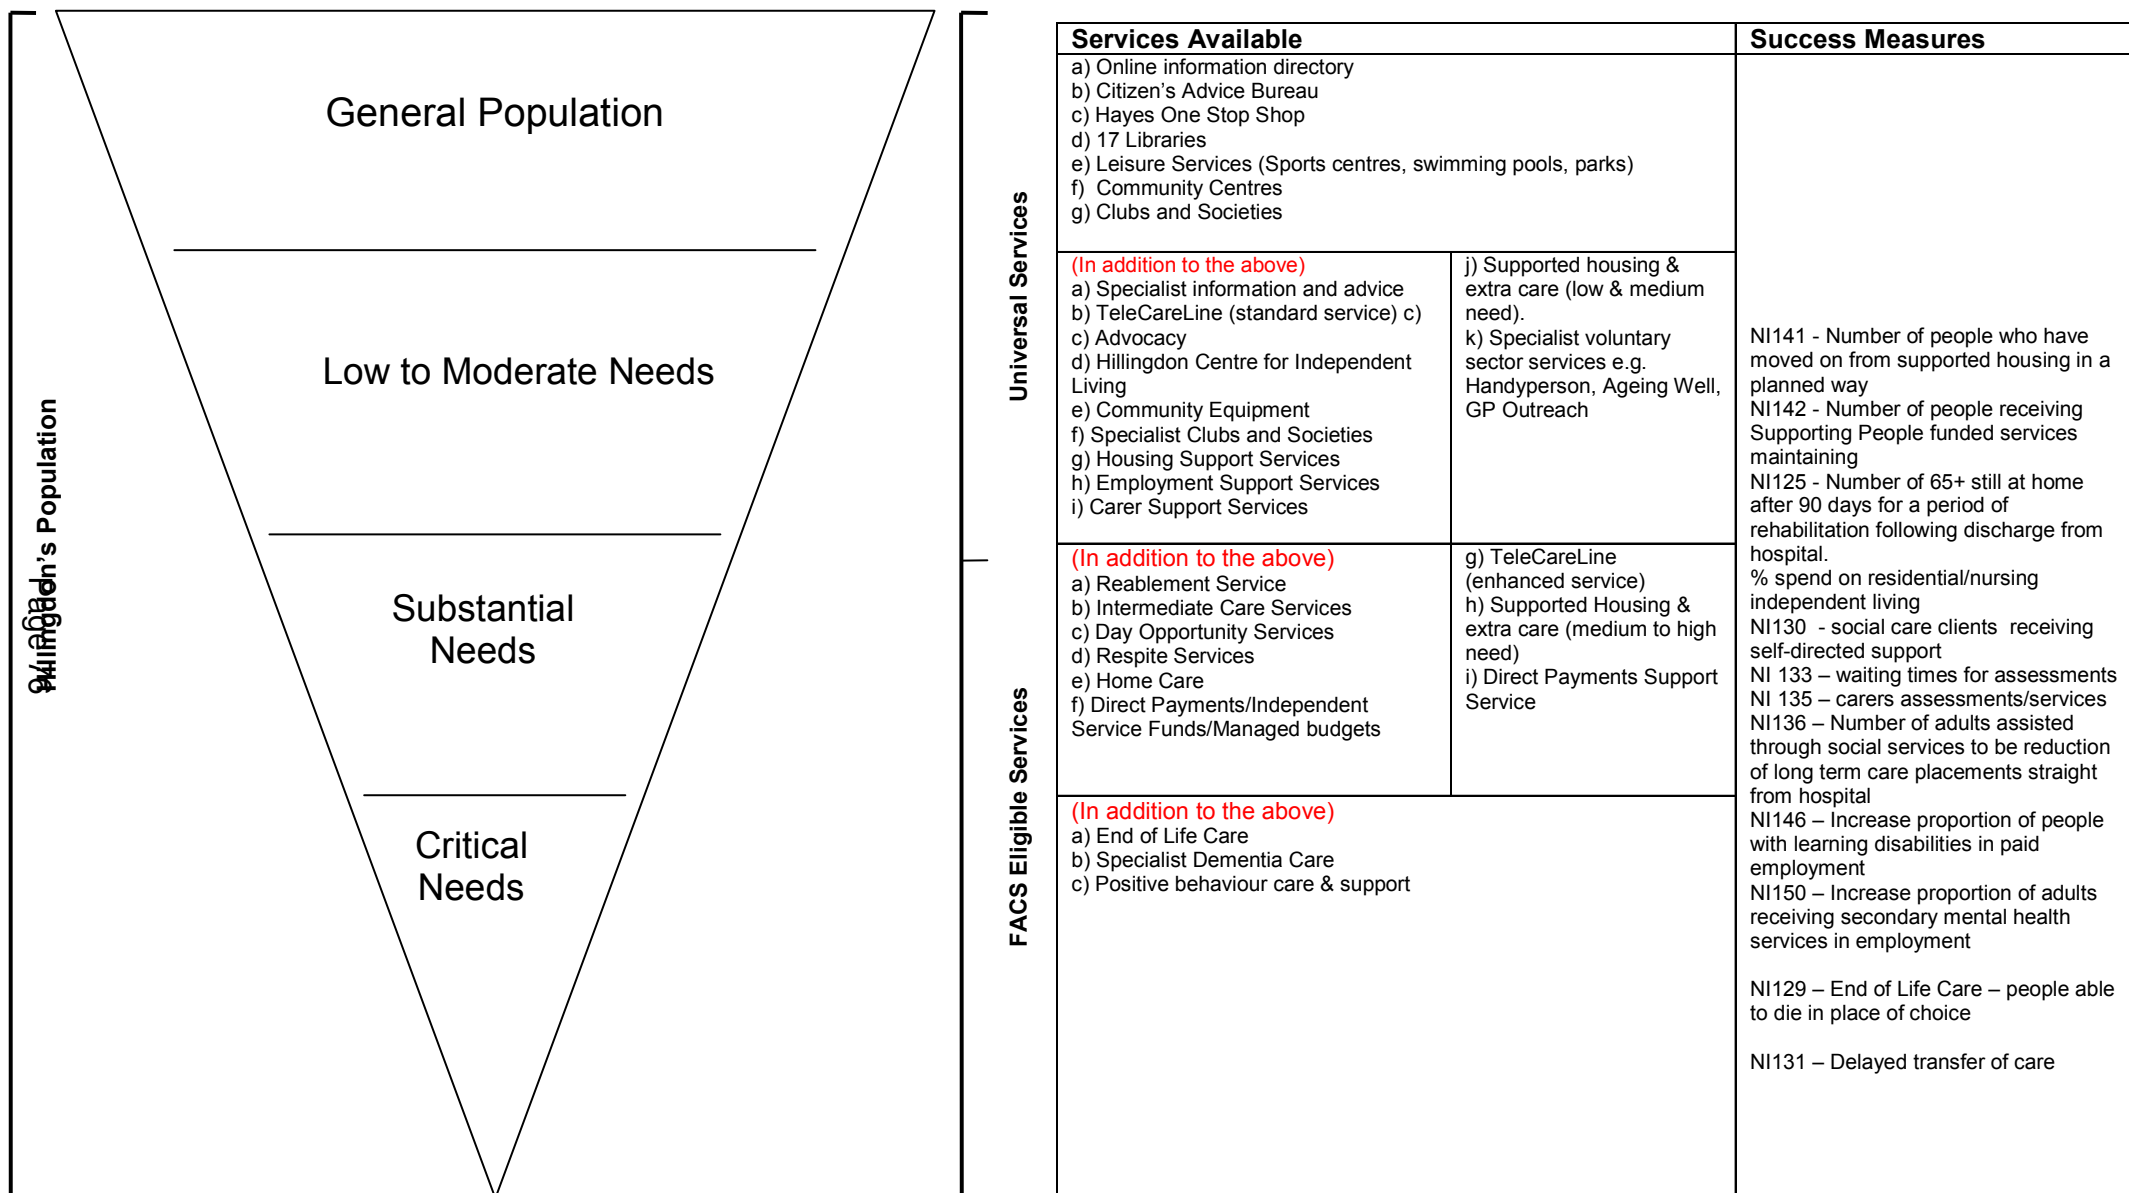 Hillingdon's Population
Page 76
General Population
Low to Moderate Needs
Substantial
Needs
Critical
Needs
Universal Services
FACS Eligible Services
Services Available
a) Online information directory
b) Citizen's Advice Bureau
c) Hayes One Stop Shop
d) 17 Libraries
e) Leisure Services (Sports centres, swimming pools, parks)
f) Community Centres
g) Clubs and Societies
(In addition to the above)
a) Specialist information and advice
b) TeleCareLine (standard service) c)
c) Advocacy
d) Hillingdon Centre for Independent
Living
e) Community Equipment
f) Specialist Clubs and Societies
g) Housing Support Services
h) Employment Support Services
i) Carer Support Services
j) Supported housing &
extra care (low & medium
need).
k) Specialist voluntary
sector services e.g.
Handyperson, Ageing Well,
GP Outreach
(In addition to the above)
a) Reablement Service
b) Intermediate Care Services
c) Day Opportunity Services
d) Respite Services
e) Home Care
f) Direct Payments/Independent
Service Funds/Managed budgets
g) TeleCareLine
(enhanced service)
h) Supported Housing &
extra care (medium to high
need)
i) Direct Payments Support
Service
(In addition to the above)
a) End of Life Care
b) Specialist Dementia Care
c) Positive behaviour care & support
Success Measures
NI141 - Number of people who have
moved on from supported housing in a
planned way
NI142 - Number of people receiving
Supporting People funded services
maintaining
NI125 - Number of 65+ still at home
after 90 days for a period of
rehabilitation following discharge from
hospital.
% spend on residential/nursing
independent living
NI130  - social care clients  receiving
self-directed support
NI 133 – waiting times for assessments
NI 135 – carers assessments/services
NI136 – Number of adults assisted
through social services to be reduction
of long term care placements straight
from hospital
NI146 – Increase proportion of people
with learning disabilities in paid
employment
NI150 – Increase proportion of adults
receiving secondary mental health
services in employment
NI129 – End of Life Care – people able
to die in place of choice
NI131 – Delayed transfer of care